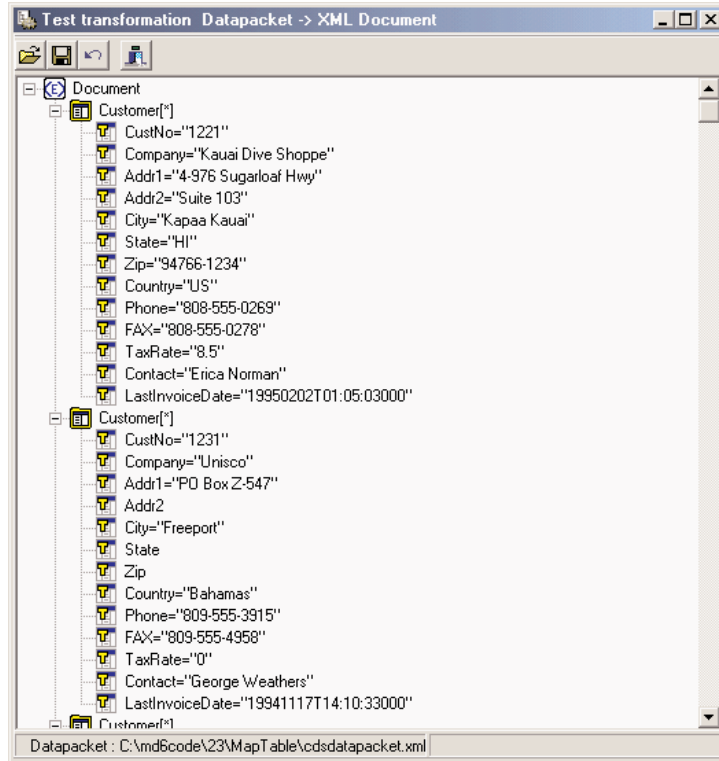 Test transformation Datapacket -> XML Document
Document
Customer[*]
CustNo="1221"
Company="Kauai Dive Shoppe"
Addr1="4-976 Sugarloaf Hwy"
Addr2="Suite 103"
City="Kapaa Kauai"
State="HI"
Zip="94766-1234"
Country="US"
Phone="808-555-0269"
FAX="808-555-0278"
TaxRate="8.5"
Contact="Erica Norman"
LastInvoiceDate="19950202T01:05:03000"
Customer[*]
CustNo="1231"
Company="Unisco"
Addr1="PO Box Z-547"
Addr2
City="Freeport"
State
Zip
Country="Bahamas"
Phone="809-555-3915"
FAX="809-555-4958"
TaxRate="0"
Contact="George Weathers"
LastInvoiceDate="19941117T14:10:33000"
Customer[*]
Datapacket : C:\md6code\23\MapTable\cdsdatapacket.xml